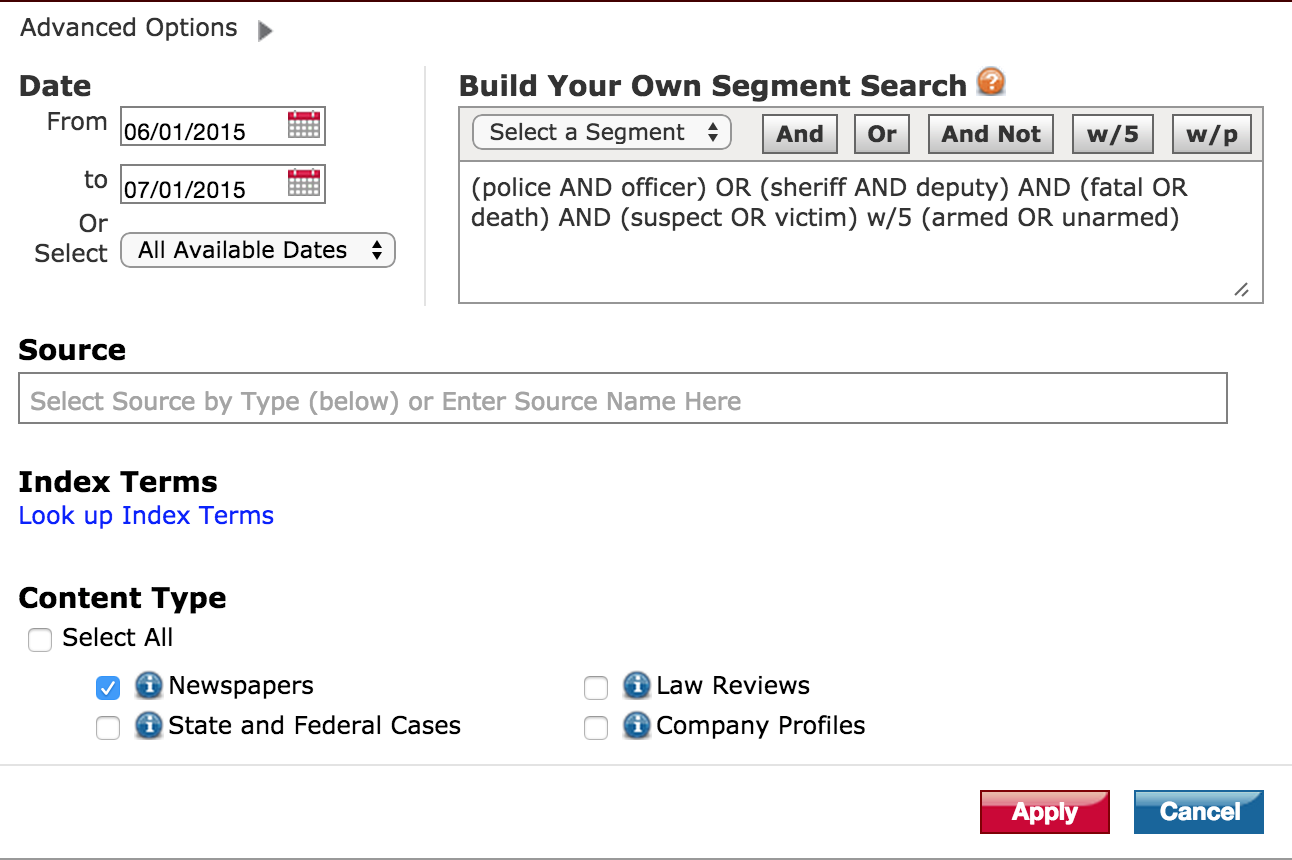 Advanced Options
Date
From 06/01/2015
to 07/01/2015
Or
Select All Available Dates
Build Your Own Segment Search ?
Select a Segment And Or And Not w/5 w/p
(police AND officer) OR (sheriff AND deputy) AND (fatal OR
death) AND (suspect OR victim) w/5 (armed OR unarmed)
Source
Select Source by Type (below) or Enter Source Name Here
Index Terms
Look up Index Terms
Content Type
Select All
i Newspapers i Law Reviews
i State and Federal Cases i Company Profiles
Apply Cancel